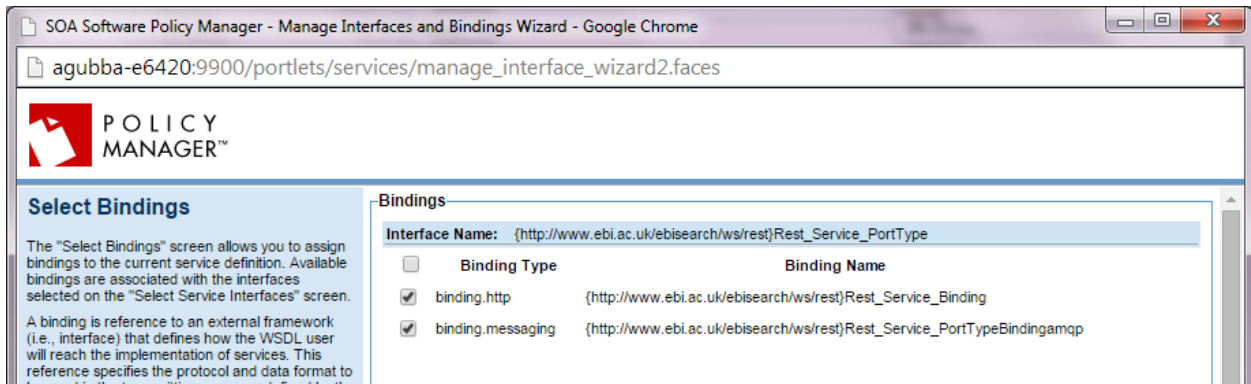 SOA Software Policy Manager - Manage Interfaces and Bindings Wizard - Google Chrome
agubba-e6420:9900/portlets/services/manage_interface_wizard2.faces
POLICY
MANAGER™
Select Bindings
The "Select Bindings" screen allows you to assign
bindings to the current service definition. Available
bindings are associated with the interfaces
selected on the "Select Service Interfaces" screen.
A binding is reference to an external framework
(i.e., interface) that defines how the WSDL user
will reach the implementation of services. This
reference specifies the protocol and data format to
Bindings
Interface Name: {http://www.ebi.ac.uk/ebisearch/ws/rest}Rest_Service_PortType
Binding Type Binding Name
binding.http {http://www.ebi.ac.uk/ebisearch/ws/rest}Rest_Service_Binding
binding.messaging {http://www.ebi.ac.uk/ebisearch/ws/rest}Rest_Service_PortTypeBindingamqp